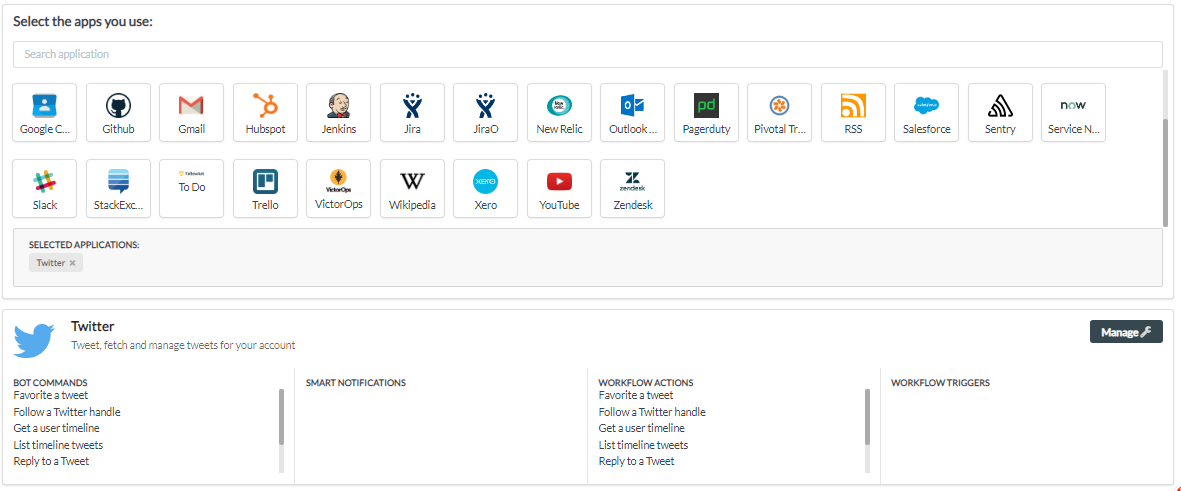 Select the apps you use:
Search application
Google C... Github Gmail Hubspot Jenkins Jira JiraO New Relic Outlook ... Pagerduty Pivotal Tr... RSS Salesforce Sentry Service N...
Slack StackExc... To Do Trello VictorOps Wikipedia Xero YouTube Zendesk
SELECTED APPLICATIONS:
Twitter ×
Twitter
Manage
Tweet, fetch and manage tweets for your account
BOT COMMANDS
Favorite a tweet
Follow a Twitter handle
Get a user timeline
List timeline tweets
Reply to a Tweet
SMART NOTIFICATIONS
WORKFLOW ACTIONS
Favorite a tweet
Follow a Twitter handle
Get a user timeline
List timeline tweets
Reply to a Tweet
WORKFLOW TRIGGERS